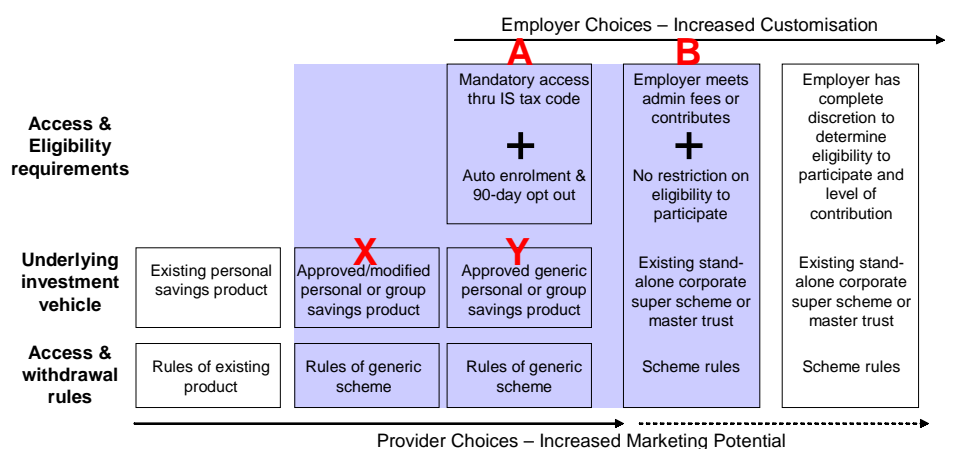 Employer Choices – Increased Customisation
A
B
Access &
Eligibility
requirements
Mandatory access
thru IS tax code
+
Auto enrolment &
90-day opt out
Employer meets
admin fees or
contributes
+
No restriction on
eligibility to
participate
Employer has
complete
discretion to
determine
eligibility to
participate and
level of
contribution
X
Y
Underlying
investment
vehicle
Existing personal
savings product
Approved/modified
personal or group
savings product
Approved generic
personal or group
savings product
Existing stand-
alone corporate
super scheme or
master trust
Existing stand-
alone corporate
super scheme or
master trust
Access &
withdrawal
rules
Rules of existing
product
Rules of generic
scheme
Rules of generic
scheme
Scheme rules
Scheme rules
Provider Choices – Increased Marketing Potential